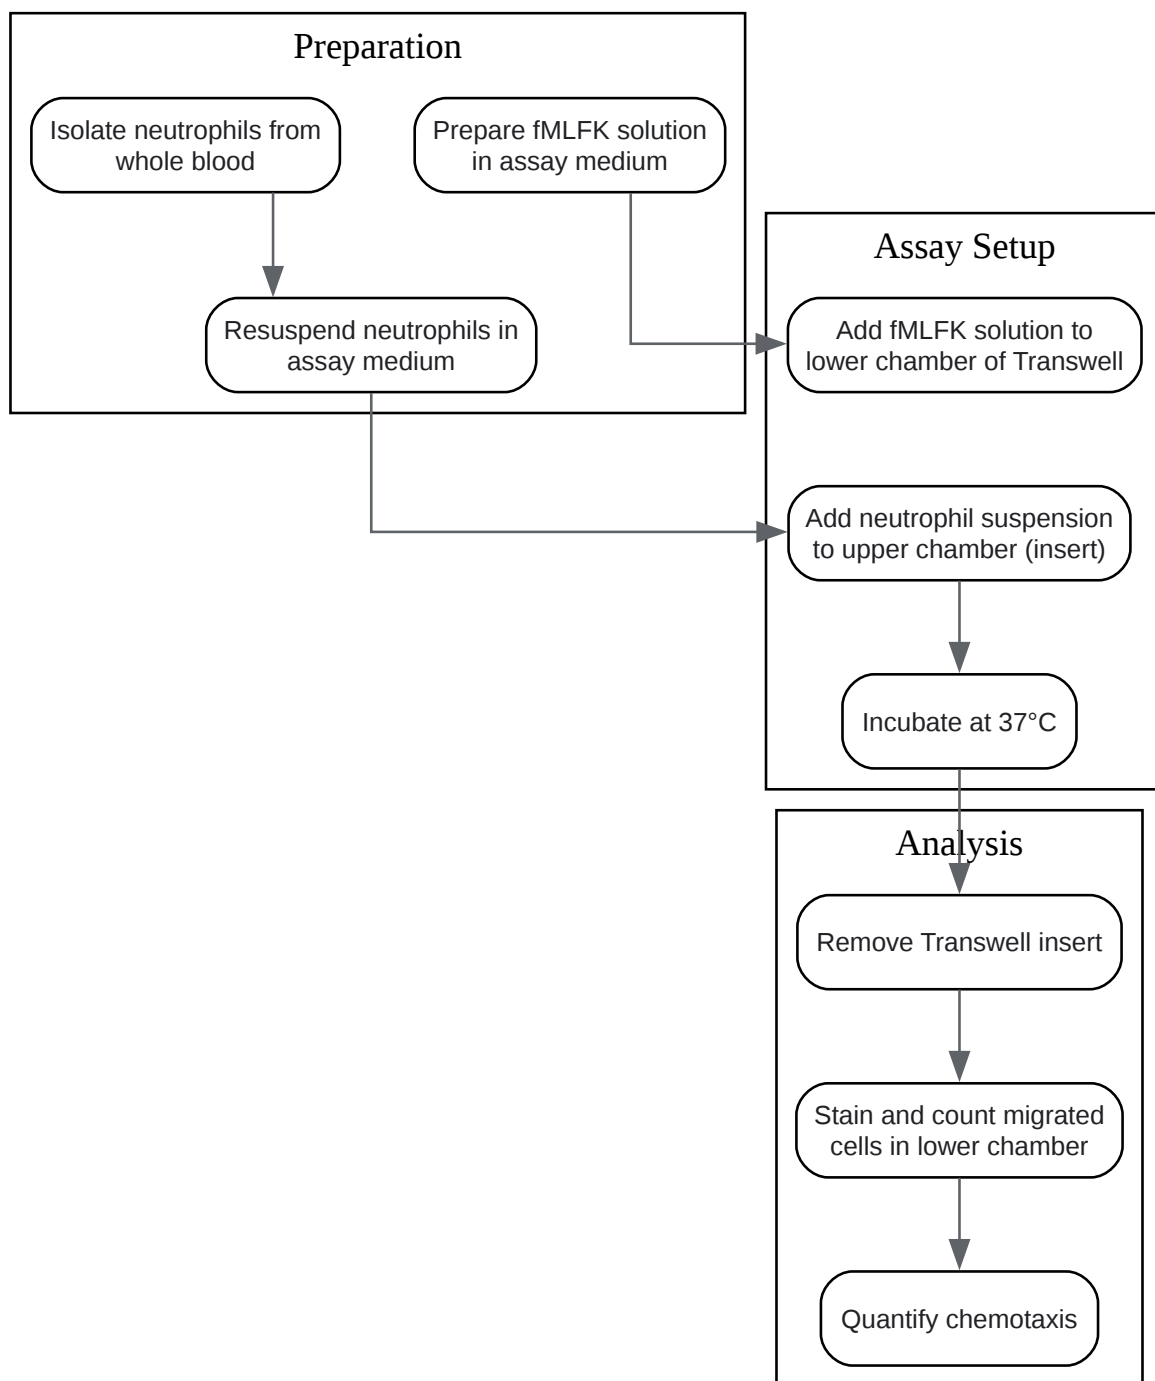 Preparation
Isolate neutrophils from
whole blood
Prepare fMLFK solution
in assay medium
Resuspend neutrophils in
assay medium
Assay Setup
Add fMLFK solution to
lower chamber of Transwell
Add neutrophil suspension
to upper chamber (insert)
Incubate at 37°C
Analysis
Remove Transwell insert
Stain and count migrated
cells in lower chamber
Quantify chemotaxis